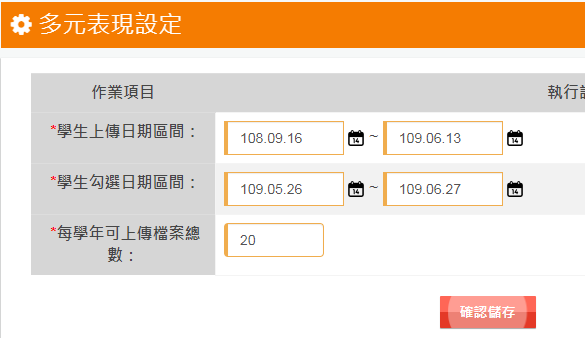 多元表現設定
作業項目 執行
*學生上傳日期區間：
108.09.16 ~ 109.06.13
*學生勾選日期區間：
109.05.26 ~ 109.06.27
*每學年可上傳檔案總
數：
20
確認儲存